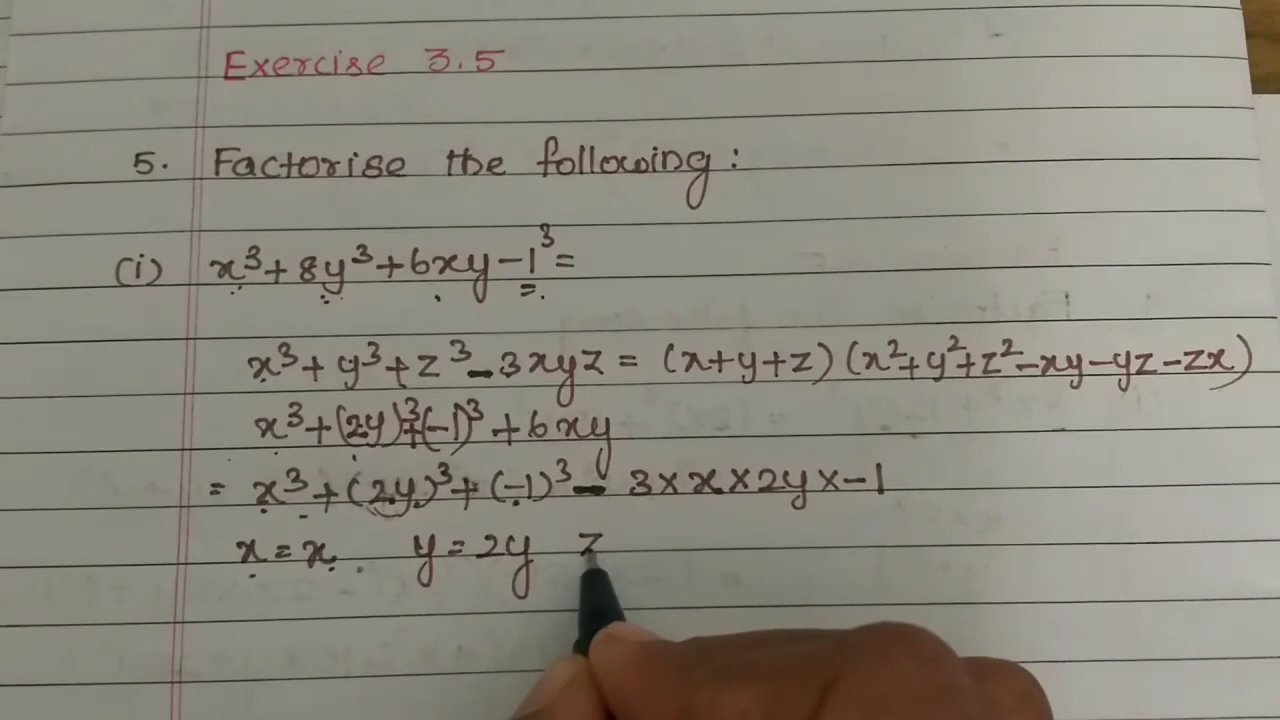 Exercise 3.5
5. Factorise the following:
(i) x³+8y³+6xy-1³=
x³+y³+z³-3xyz=(x+y+z)(x²+y²+z²-xy-yz-zx)
x³+(2y)³+(-1)³+6xy
= x³+(2y)³+(-1)³- 3×x×2y×-1
x=x. y=2y z